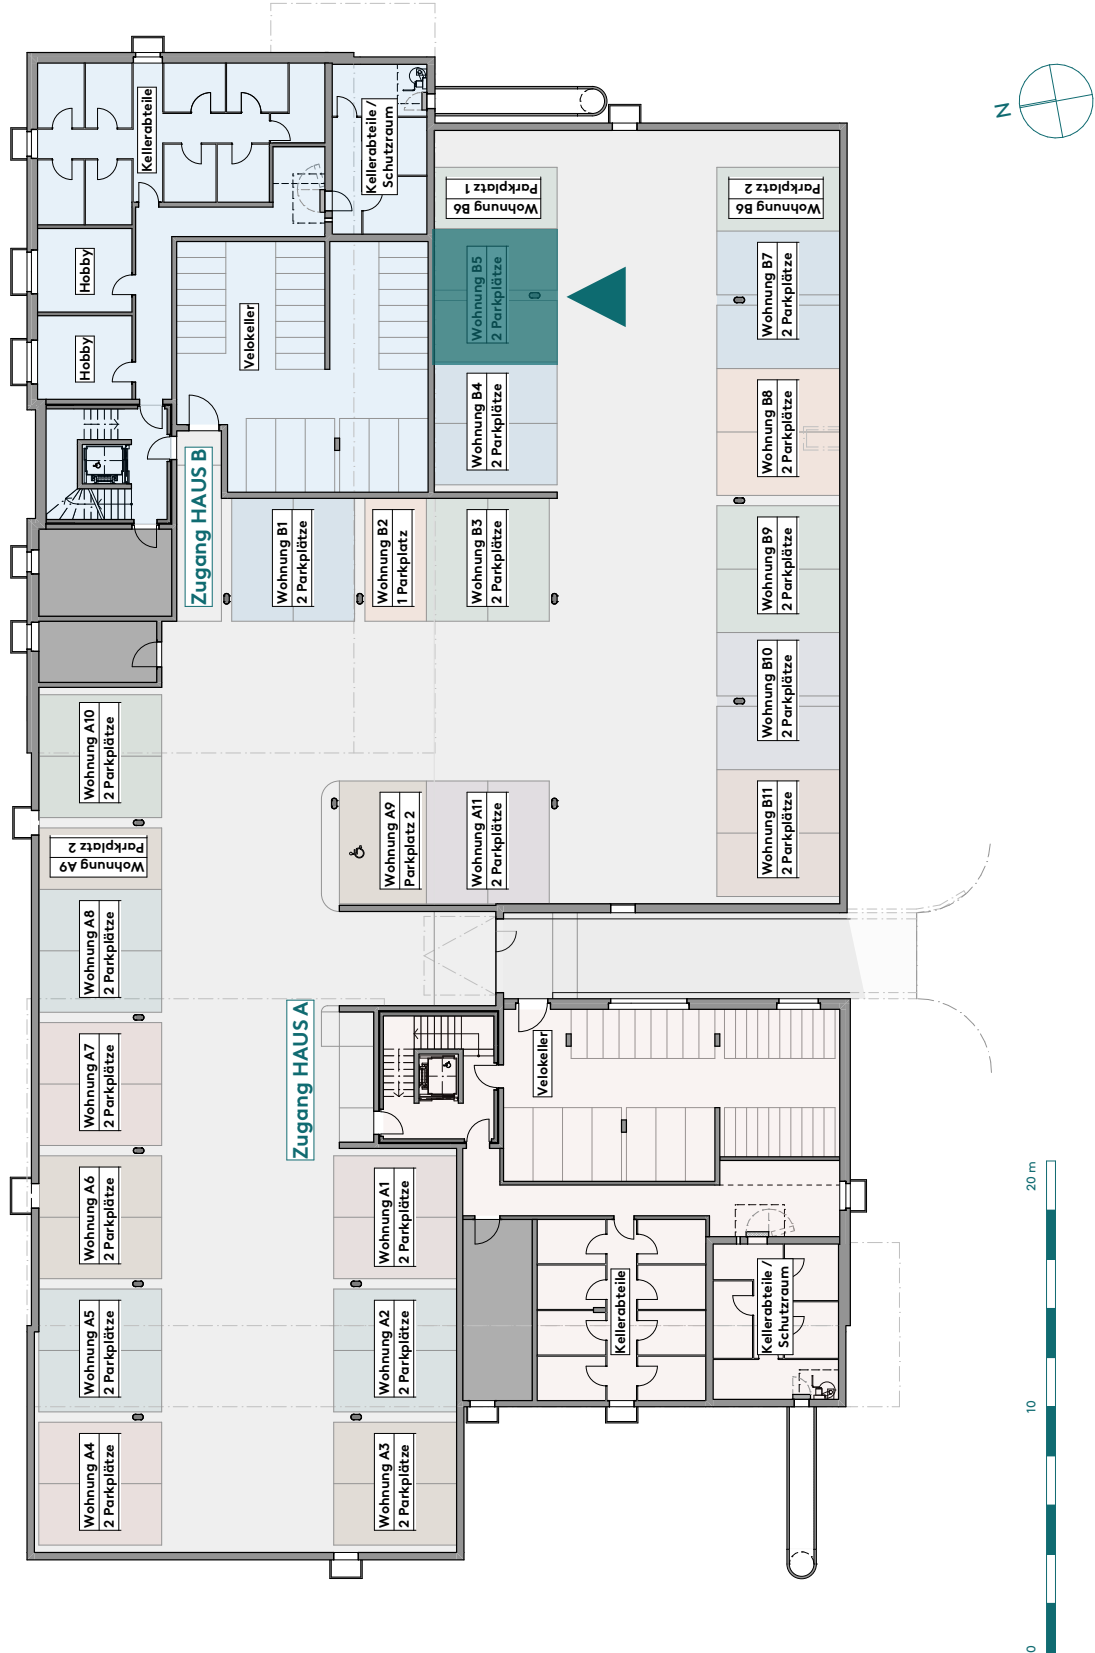 N
Kellerabteile
Kellerabteile /
Schutzraum
Wohnung B6
Parkplatz 1
Wohnung B6
Parkplatz 2
Hobby
Hobby
Velokeller
Wohnung B5
2 Parkplätze
Wohnung B7
2 Parkplätze
Wohnung B4
2 Parkplätze
Wohnung B8
2 Parkplätze
Zugang HAUS B
Wohnung B1
2 Parkplätze
Wohnung B2
1 Parkplatz
Wohnung B3
2 Parkplätze
Wohnung B9
2 Parkplätze
Wohnung B10
2 Parkplätze
Wohnung A10
2 Parkplätze
Wohnung A9
Parkplatz 2
Wohnung A9
Parkplatz 2
Wohnung A11
2 Parkplätze
Wohnung B11
2 Parkplätze
Wohnung A8
2 Parkplätze
Wohnung A7
2 Parkplätze
Zugang HAUS A
Velokeller
Wohnung A6
2 Parkplätze
Wohnung A1
2 Parkplätze
Wohnung A5
2 Parkplätze
Wohnung A2
2 Parkplätze
Kellerabteile
Kellerabteile /
Schutzraum
Wohnung A4
2 Parkplätze
Wohnung A3
2 Parkplätze
20 m
10
0